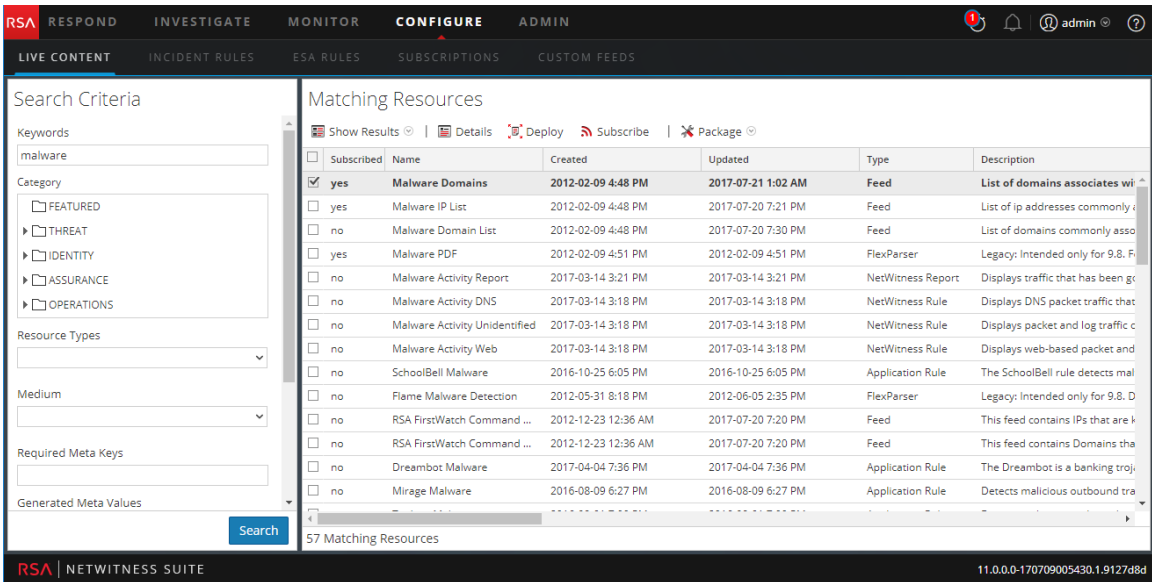 RSA RESPOND INVESTIGATE MONITOR CONFIGURE ADMIN 1 admin ?
LIVE CONTENT INCIDENT RULES ESA RULES SUBSCRIPTIONS CUSTOM FEEDS
Search Criteria
Keywords
malware
Category
FEATURED
THREAT
IDENTITY
ASSURANCE
OPERATIONS
Resource Types
Medium
Required Meta Keys
Generated Meta Values
Search
Matching Resources
Show Results | Details Deploy Subscribe | Package
Subscribed Name Created Updated Type Description
yes Malware Domains 2012-02-09 4:48 PM 2017-07-21 1:02 AM Feed List of domains associates
yes Malware IP List 2012-02-09 4:48 PM 2017-07-20 7:21 PM Feed List of ip addresses commonly
no Malware Domain List 2012-02-09 4:48 PM 2017-07-20 7:30 PM Feed List of domains commonly asso
yes Malware PDF 2012-02-09 4:51 PM 2012-02-09 4:51 PM FlexParser Legacy: Intended only for 9.8.
no Malware Activity Report 2017-03-14 3:21 PM 2017-03-14 3:21 PM NetWitness Report Displays traffic that has been
no Malware Activity DNS 2017-03-14 3:18 PM 2017-03-14 3:18 PM NetWitness Rule Displays DNS packet traffic that
no Malware Activity Unidentified 2017-03-14 3:18 PM 2017-03-14 3:18 PM NetWitness Rule Displays packet and log traffic
no Malware Activity Web 2017-03-14 3:18 PM 2017-03-14 3:18 PM NetWitness Rule Displays web-based packet and
no SchoolBell Malware 2016-10-25 6:05 PM 2016-10-25 6:05 PM Application Rule The SchoolBell rule detects mal
no Flame Malware Detection 2012-05-31 8:18 PM 2012-06-05 2:35 PM FlexParser Legacy: Intended only for 9.8. D
no RSA FirstWatch Command ... 2012-12-23 12:36 AM 2017-07-20 7:20 PM Feed This feed contains IPs that are
no RSA FirstWatch Command ... 2012-12-23 12:36 AM 2017-07-20 7:20 PM Feed This feed contains Domains tha
no Dreambot Malware 2017-04-04 7:36 PM 2017-04-04 7:36 PM Application Rule The Dreambot is a banking troj
no Mirage Malware 2016-08-09 6:27 PM 2016-08-09 6:27 PM Application Rule Detects malicious outbound tra
57 Matching Resources
RSA | NETWITNESS SUITE 11.0.0.0-170709005430.1.9127d8d